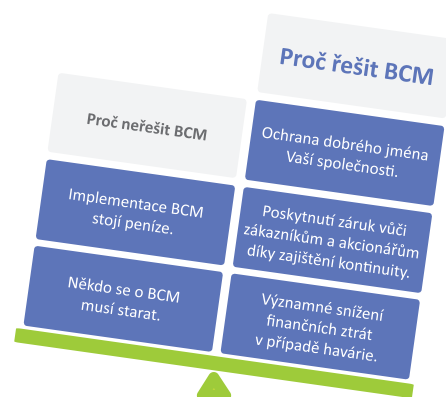 Proč neřešit BCM
Implementace BCM
stojí peníze.
Někdo se o BCM
musí starat.
Proč řešit BCM
Ochrana dobrého jména
Vaší společnosti.
Poskytnutí záruk vůči
zákazníkům a akcionářům
díky zajištění kontinuity.
Významné snížení
finančních ztrát
v případě havárie.